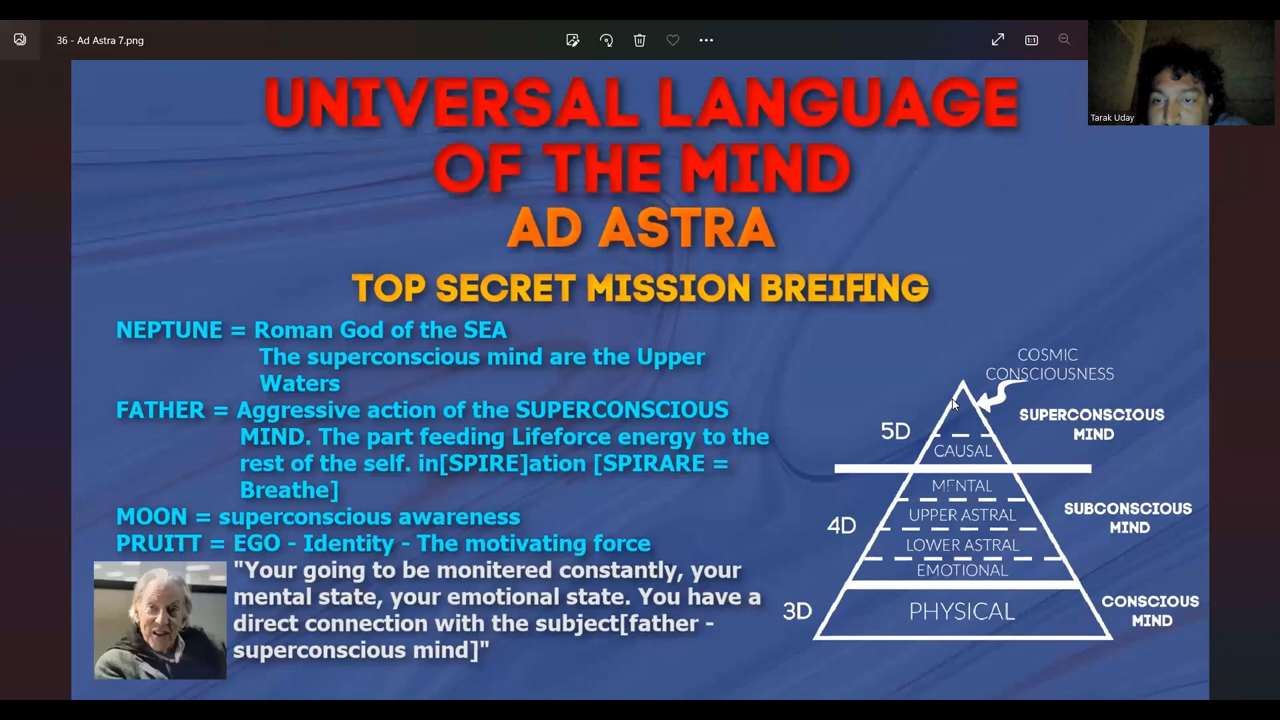 36 - Ad Astra 7.png
Tarak Uday
UNIVERSAL LANGUAGE
OF THE MIND
AD ASTRA
TOP SECRET MISSION BREIFING
NEPTUNE = Roman God of the SEA
The superconscious mind are the Upper
Waters
FATHER = Aggressive action of the SUPERCONSCIOUS
MIND. The part feeding Lifeforce energy to the
rest of the self. in[SPIRE]ation [SPIRARE =
Breathe]
MOON = superconscious awareness
PRUITT = EGO - Identity - The motivating force
"Your going to be monitered constantly, your
mental state, your emotional state. You have a
direct connection with the subject[father -
superconscious mind]"
COSMIC
CONSCIOUSNESS
SUPERCONSCIOUS
MIND
5D
CAUSAL
MENTAL
UPPER ASTRAL
SUBCONSCIOUS
MIND
4D
LOWER ASTRAL
EMOTIONAL
3D
PHYSICAL
CONSCIOUS
MIND